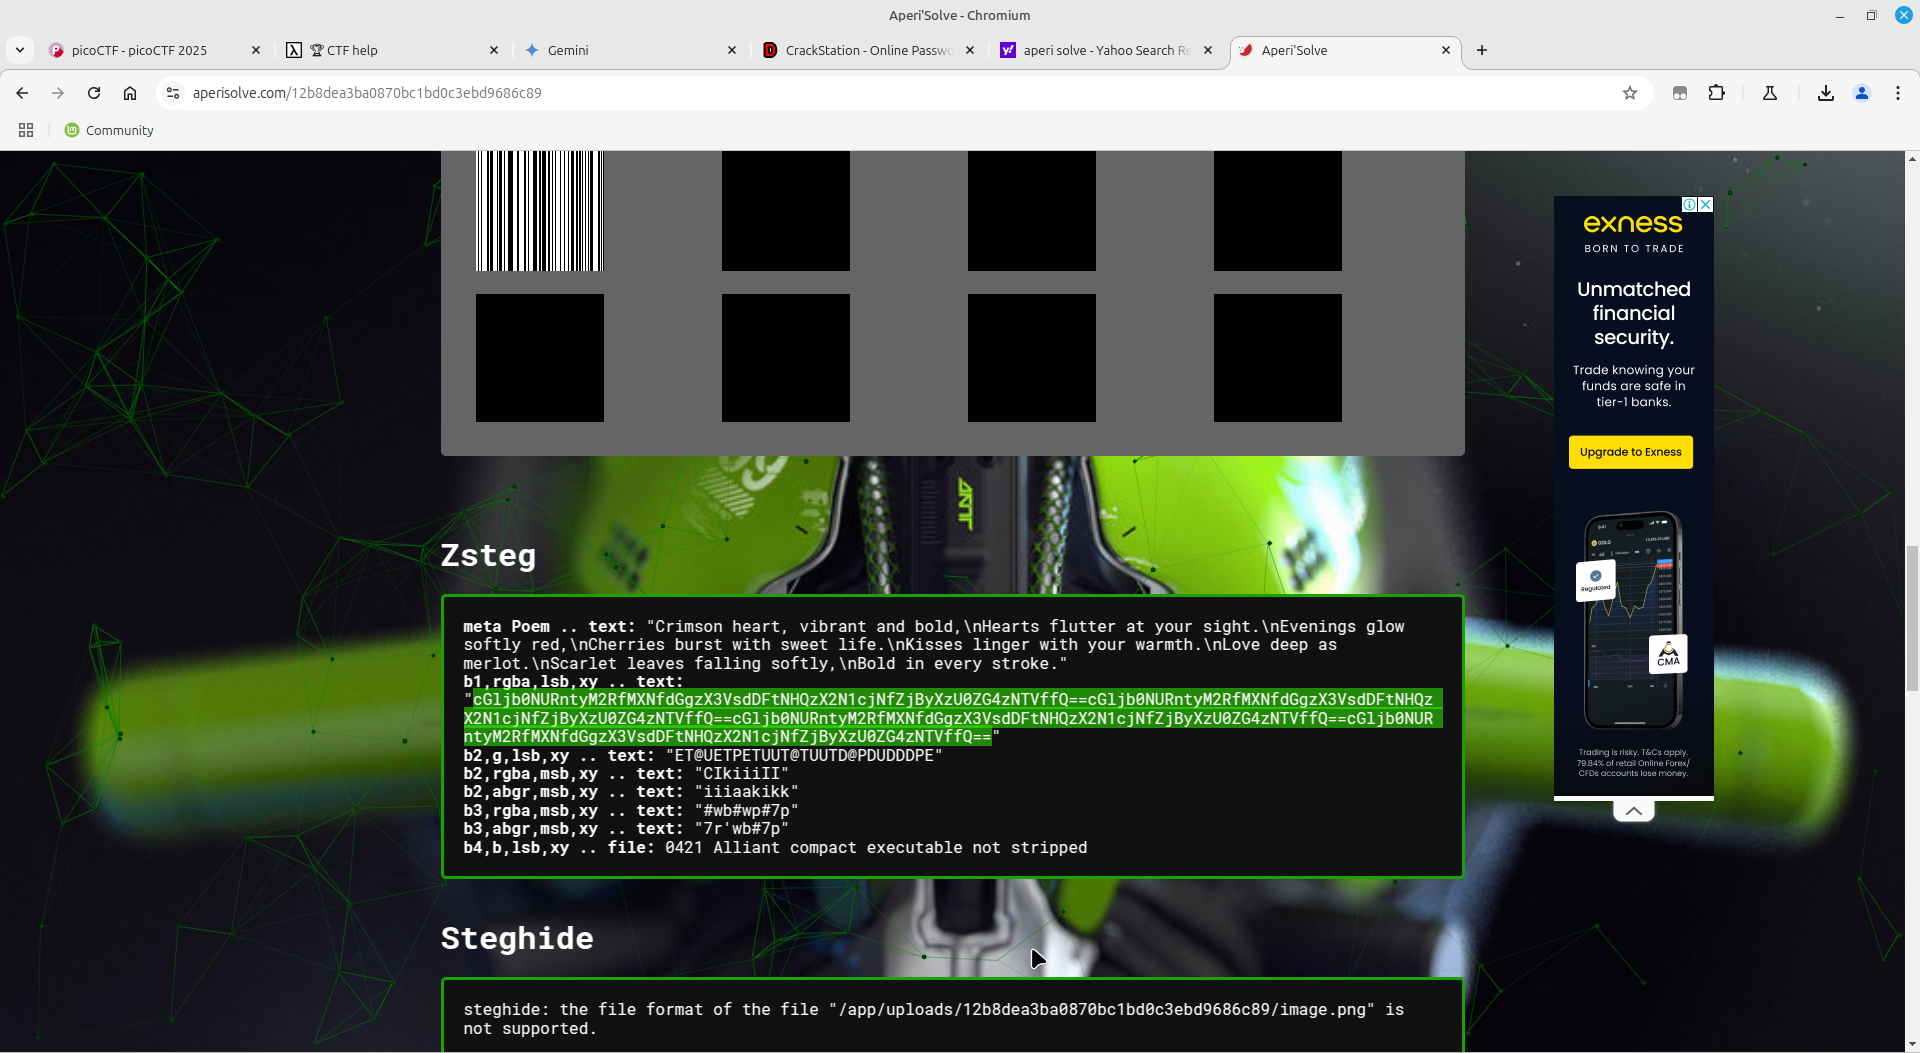 Aperi'Solve - Chromium
picoCTF - picoCTF 2025
CTF help
Gemini
CrackStation - Online Passwo
aperi solve - Yahoo Search Re
Aperi'Solve
aperisolve.com/12b8dea3ba0870bc1bd0c3ebd9686c89
Community
exness
BORN TO TRADE
Unmatched
financial
security.
Trade knowing your
funds are safe in
tier-1 banks.
Upgrade to Exness
Regulated
CMA
Trading is risky. T&Cs apply.
79.84% of retail Online Forex/
CFDs accounts lose money.
Zsteg
meta Poem .. text: "Crimson heart, vibrant and bold,\nHearts flutter at your sight.\nEvenings glow
softly red,\nCherries burst with sweet life.\nKisses linger with your warmth.\nLove deep as
merlot.\nScarlet leaves falling softly,\nBold in every stroke."
b1,rgba,lsb,xy .. text:
"cGljb0NURntyM2RfMXNfdGgzX3VsdDFtNHQzX2N1cjNfZjByXzU0ZG4zNTVffQ==cGljb0NURntyM2RfMXNfdGgzX3VsdDFtNHQz
X2N1cjNfZjByXzU0ZG4zNTVffQ==cGljb0NURntyM2RfMXNfdGgzX3VsdDFtNHQzX2N1cjNfZjByXzU0ZG4zNTVffQ==cGljb0NUR
ntyM2RfMXNfdGgzX3VsdDFtNHQzX2N1cjNfZjByXzU0ZG4zNTVffQ=="
b2,g,lsb,xy .. text: "ET@UETPETUUT@TUUTD@PDUDDDPE"
b2,rgba,msb,xy .. text: "CIkiiiII"
b2,abgr,msb,xy .. text: "iiiaakikk"
b3,rgba,msb,xy .. text: "#wb#wp#7p"
b3,abgr,msb,xy .. text: "7r'wb#7p"
b4,b,lsb,xy .. file: 0421 Alliant compact executable not stripped
Steghide
steghide: the file format of the file "/app/uploads/12b8dea3ba0870bc1bd0c3ebd9686c89/image.png" is
not supported.